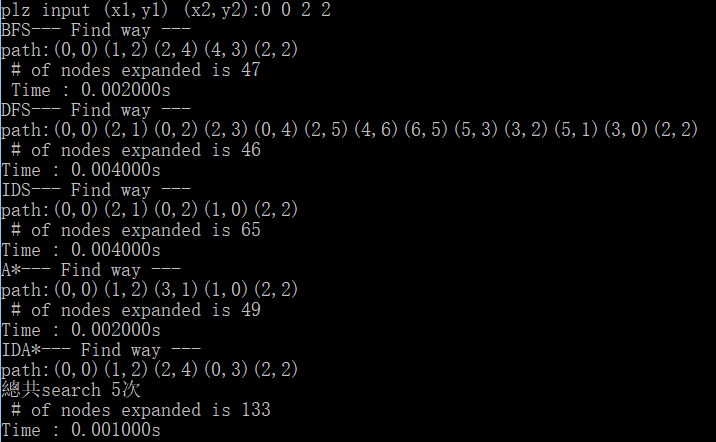 plz input (x1,y1) (x2,y2):0 0 2 2
BFS--- Find way ---
path:(0,0)(1,2)(2,4)(4,3)(2,2)
 # of nodes expanded is 47
 Time : 0.002000s
DFS--- Find way ---
path:(0,0)(2,1)(0,2)(2,3)(0,4)(2,5)(4,6)(6,5)(5,3)(3,2)(5,1)(3,0)(2,2)
 # of nodes expanded is 46
Time : 0.004000s
IDS--- Find way ---
path:(0,0)(2,1)(0,2)(1,0)(2,2)
 # of nodes expanded is 65
Time : 0.004000s
A*--- Find way ---
path:(0,0)(1,2)(3,1)(1,0)(2,2)
 # of nodes expanded is 49
Time : 0.002000s
IDA*--- Find way ---
path:(0,0)(1,2)(2,4)(0,3)(2,2)
總共search 5次
 # of nodes expanded is 133
Time : 0.001000s